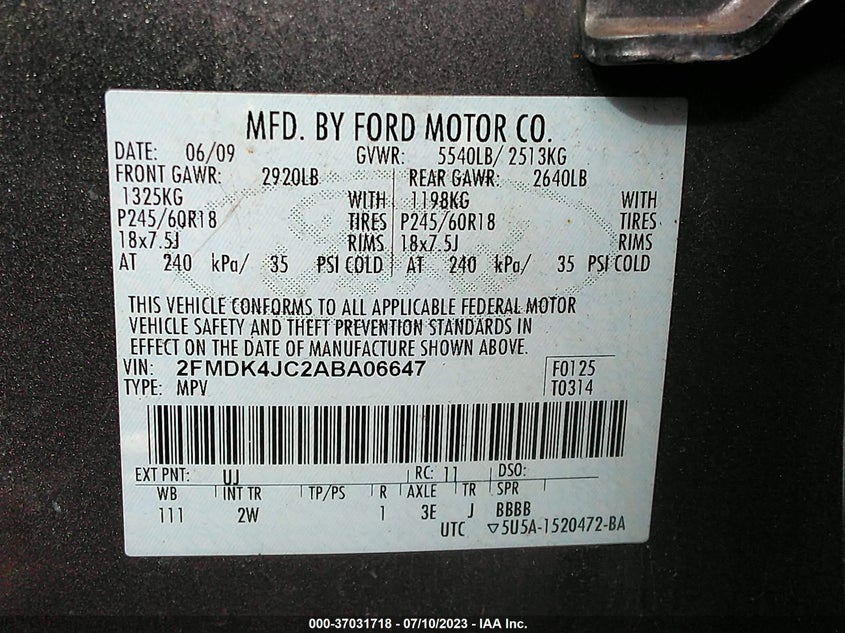 MFD. BY FORD MOTOR CO.
DATE: 06/09 GVWR: 5540LB/ 2513KG
FRONT GAWR: 2920LB REAR GAWR: 2640LB
1325KG WITH 1198KG WITH
P245/60R18 TIRES P245/60R18 TIRES
18x7.5J RIMS 18x7.5J RIMS
AT 240 kPa/ 35 PSI COLD AT 240 kPa/ 35 PSI COLD
THIS VEHICLE CONFORMS TO ALL APPLICABLE FEDERAL MOTOR
VEHICLE SAFETY AND THEFT PREVENTION STANDARDS IN
EFFECT ON THE DATE OF MANUFACTURE SHOWN ABOVE.
VIN: 2FMDK4JC2ABA06647 F0125
TYPE: MPV T0314
EXT PNT: UJ RC: 11 DSO:
WB INT TR TP/PS R AXLE TR SPR
111 2W 1 3E J BBBB
UTC ▽5U5A-1520472-BA
000-37031718 - 07/10/2023 - IAA Inc.